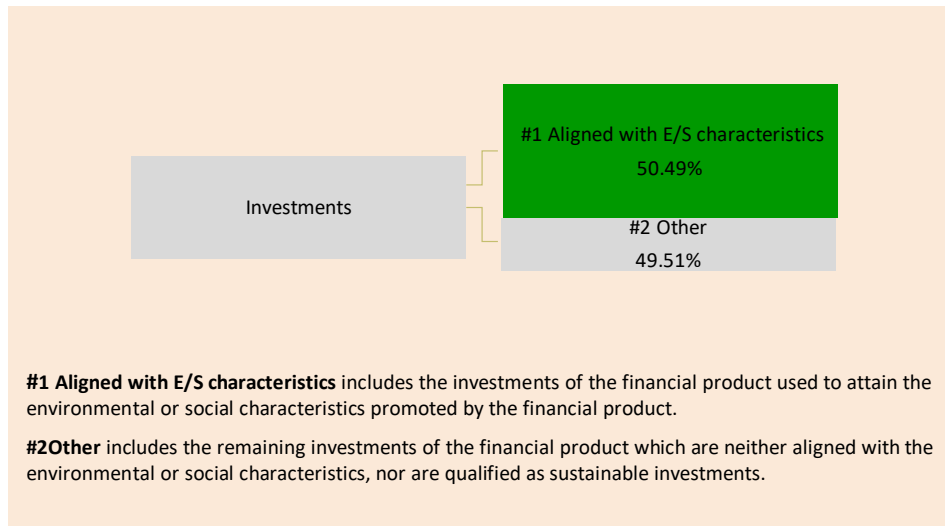 #1 Aligned with E/S characteristics
50.49%
Investments
#2 Other
49.51%
#1 Aligned with E/S characteristics includes the investments of the financial product used to attain the
environmental or social characteristics promoted by the financial product.
#2Other includes the remaining investments of the financial product which are neither aligned with the
environmental or social characteristics, nor are qualified as sustainable investments.